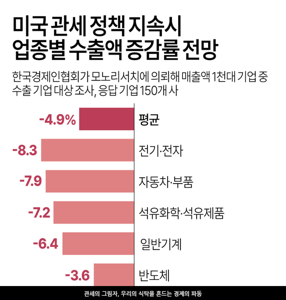 미국 관세 정책 지속시
업종별 수출액 증감률 전망
한국경제인협회가 모노리서치에 의뢰해 매출액 1천대 기업 중
수출 기업 대상 조사, 응답 기업 150개 사
-4.9% 평균
-8.3 전기·전자
-7.9 자동차·부품
-7.2 석유화학·석유제품
-6.4 일반기계
-3.6 반도체
관세의 그림자, 우리의 식탁을 흔드는 경제의 파동